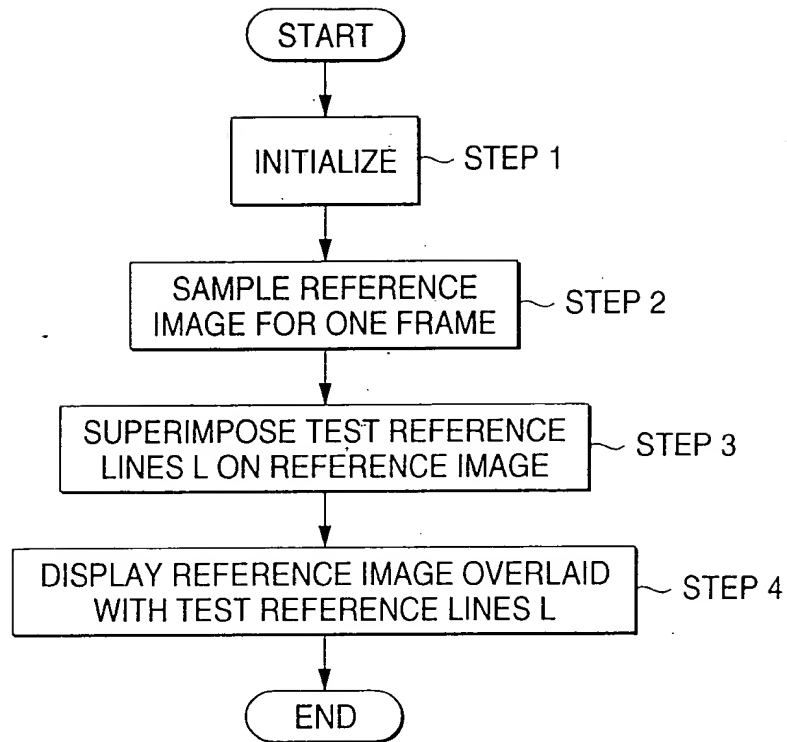 START
INITIALIZE
STEP 1
SAMPLE REFERENCE
IMAGE FOR ONE FRAME
STEP 2
SUPERIMPOSE TEST REFERENCE
LINES L ON REFERENCE IMAGE
STEP 3
DISPLAY REFERENCE IMAGE OVERLAID
WITH TEST REFERENCE LINES L
STEP 4
END